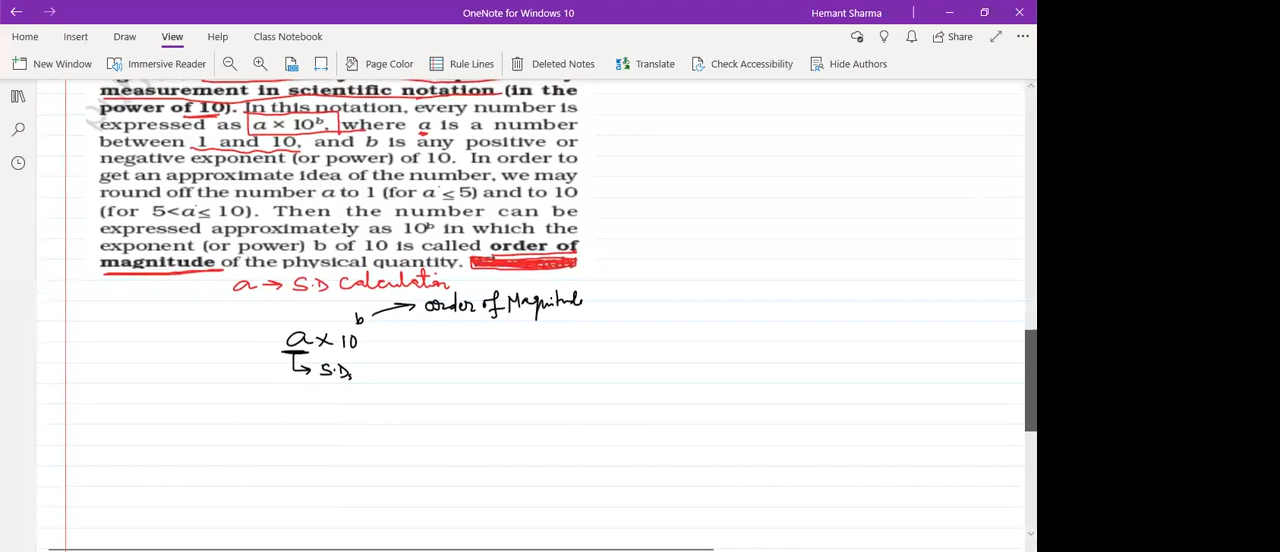 OneNote for Windows 10
Hemant Sharma
Home Insert Draw View Help Class Notebook
Share
New Window Immersive Reader Page Color Rule Lines Deleted Notes Translate Check Accessibility Hide Authors
measurement in scientific notation (in the
power of 10). In this notation, every number is
expressed as a × 10ᵇ, where a is a number
between 1 and 10, and b is any positive or
negative exponent (or power) of 10. In order to
get an approximate idea of the number, we may
round off the number a to 1 (for a ≤ 5) and to 10
(for 5<a≤ 10). Then the number can be
expressed approximately as 10ᵇ in which the
exponent (or power) b of 10 is called order of
magnitude of the physical quantity.
a → S.D Calculation
b → order of Magnitude
a × 10
↳ S.Ds